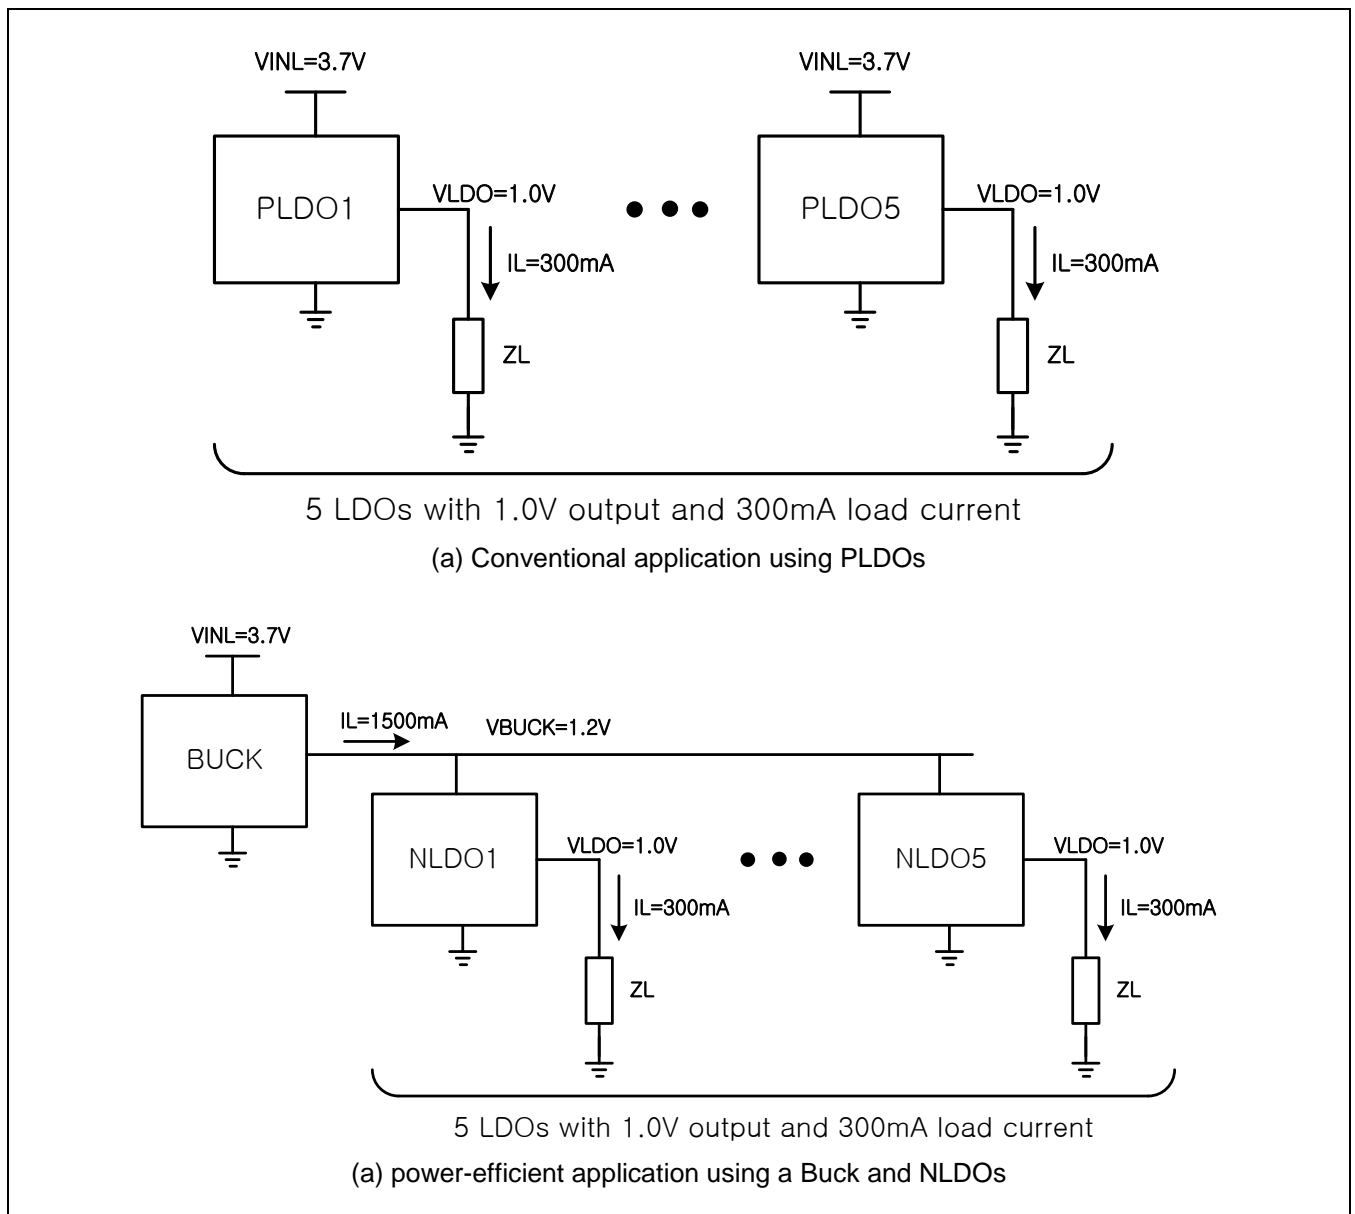 VINL=3.7V
VINL=3.7V
PLDO1
VLDO=1.0V
IL=300mA
ZL
PLDO5
VLDO=1.0V
IL=300mA
ZL
5 LDOs with 1.0V output and 300mA load current
(a) Conventional application using PLDOs
VINL=3.7V
BUCK
IL=1500mA
VBUCK=1.2V
NLDO1
VLDO=1.0V
IL=300mA
ZL
NLDO5
VLDO=1.0V
IL=300mA
ZL
5 LDOs with 1.0V output and 300mA load current
(a) power-efficient application using a Buck and NLDOs